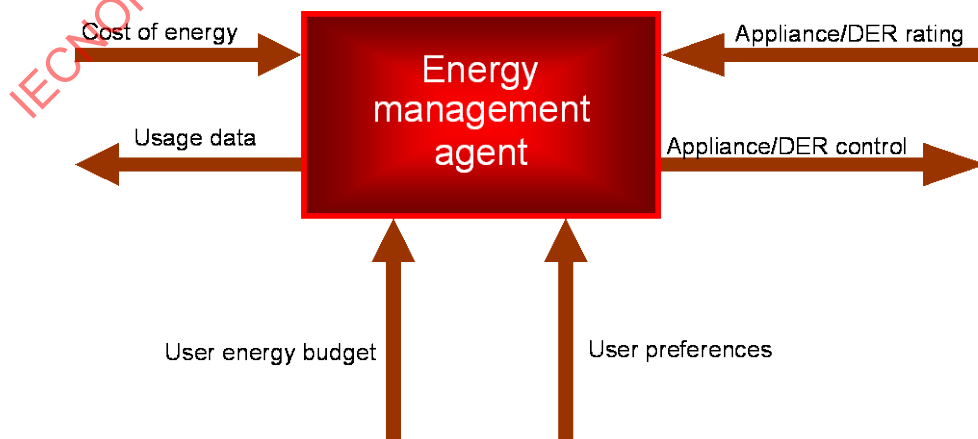 IECNO
Cost of energy
Appliance/DER rating
Energy
management
agent
Usage data
Appliance/DER control
User energy budget
User preferences